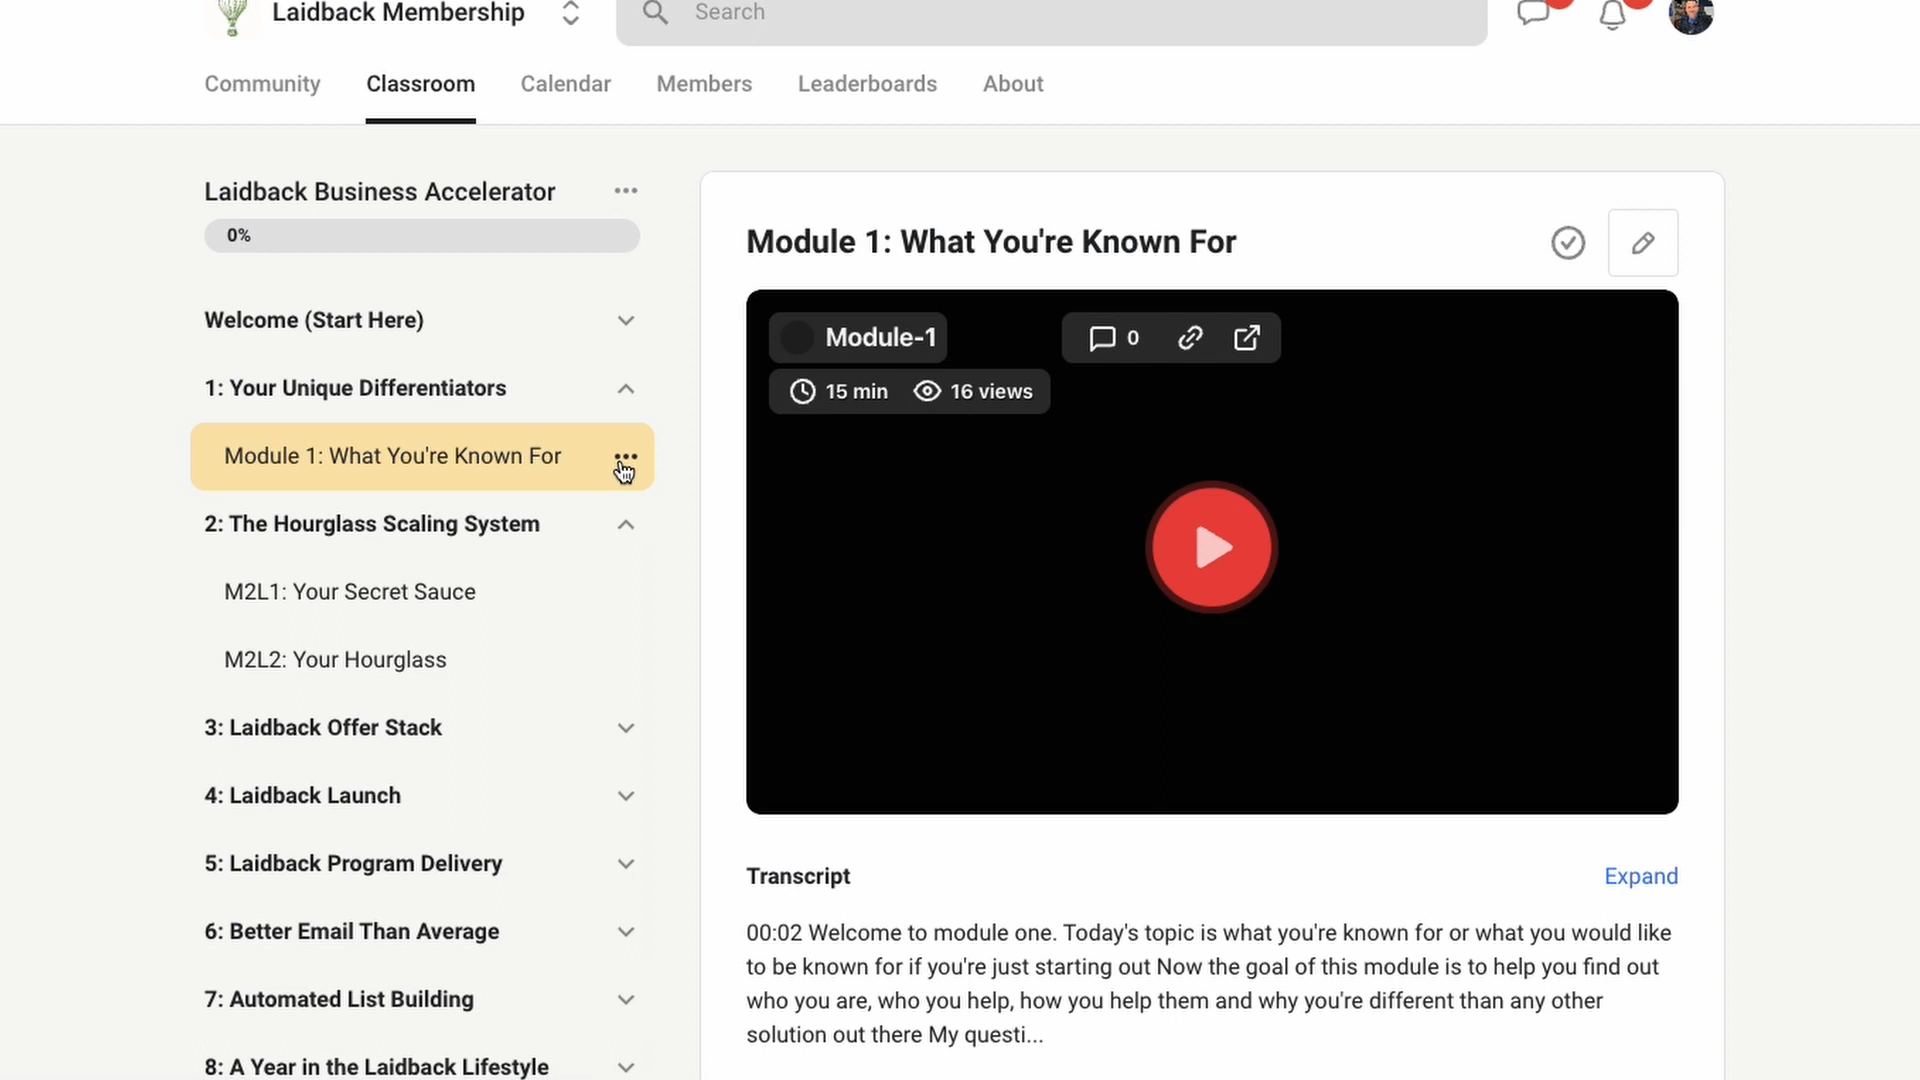 Laidback Membership
Search
Community Classroom Calendar Members Leaderboards About
Laidback Business Accelerator
0%
Welcome (Start Here)
1: Your Unique Differentiators
Module 1: What You're Known For
2: The Hourglass Scaling System
M2L1: Your Secret Sauce
M2L2: Your Hourglass
3: Laidback Offer Stack
4: Laidback Launch
5: Laidback Program Delivery
6: Better Email Than Average
7: Automated List Building
8: A Year in the Laidback Lifestyle
Module 1: What You're Known For
Module-1
0
15 min 16 views
Transcript
Expand
00:02 Welcome to module one. Today's topic is what you're known for or what you would like
to be known for if you're just starting out Now the goal of this module is to help you find out
who you are, who you help, how you help them and why you're different than any other
solution out there My questi...